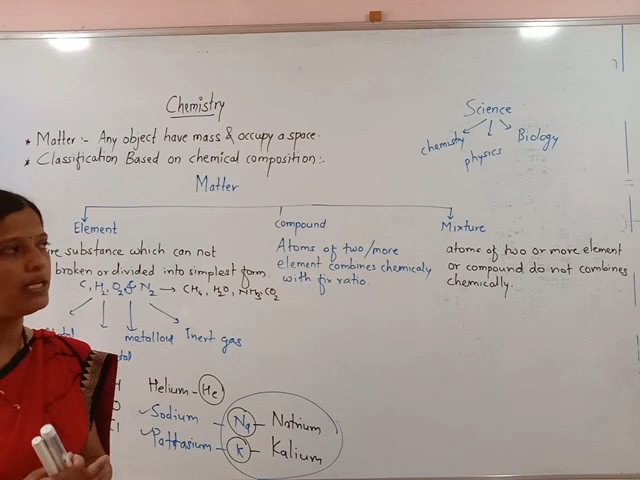 Chemistry
Science
chemistry physics Biology
* Matter :- Any object have mass & occupy a space.
* Classification Based on chemical composition :-
Matter
Element
substance which can not
broken or divided into simplest form.
C, H2, O2 & N2 → CH4, H2O, NH3, CO2
metalloid Inert gas
compound
Atoms of two/more
element combines chemicaly
with fix ratio.
Mixture
atoms of two or more element
or compound do not combines
chemically.
H Helium - He
O Sodium - Na - Natrium
Cl Pottasium - K - Kalium